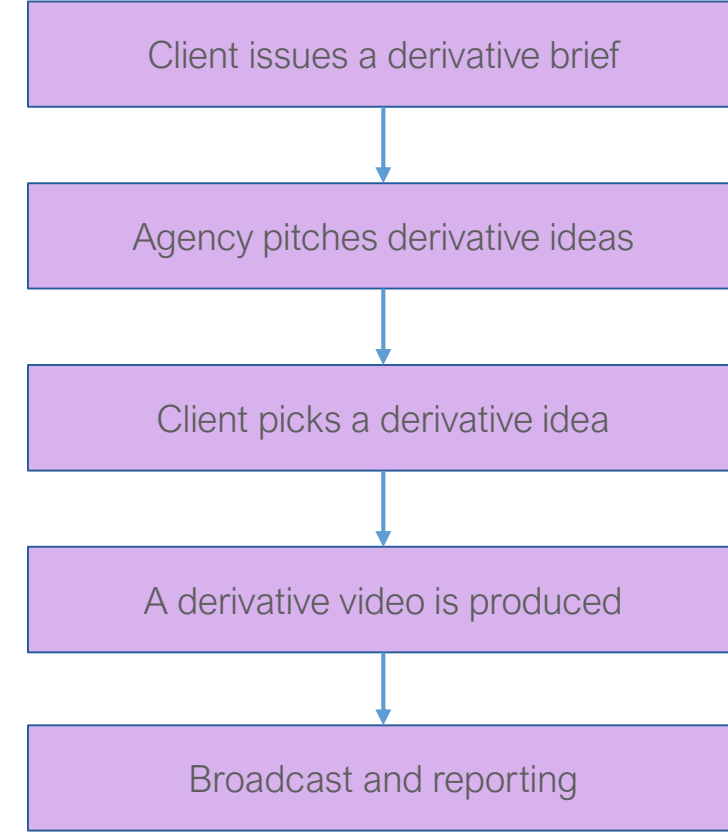 Client issues a derivative brief
Agency pitches derivative ideas
Client picks a derivative idea
A derivative video is produced
Broadcast and reporting